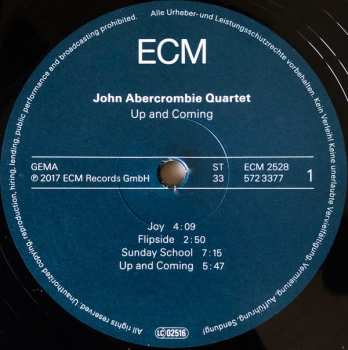 ECM
John Abercrombie Quartet
Up and Coming
GEMA ST ECM 2528
℗ 2017 ECM Records GmbH 33 572 3377 1
Joy 4:09
Flipside 2:50
Sunday School 7:15
Up and Coming 5:47
LC 02516
All rights reserved. Unauthorized copying, reproduction, hiring, lending, public performance and broadcasting prohibited.
Alle Urheber- und Leistungsschutzrechte vorbehalten. Kein Verleih! Keine unerlaubte Vervielfältigung, Vermietung, Aufführung, Sendung!